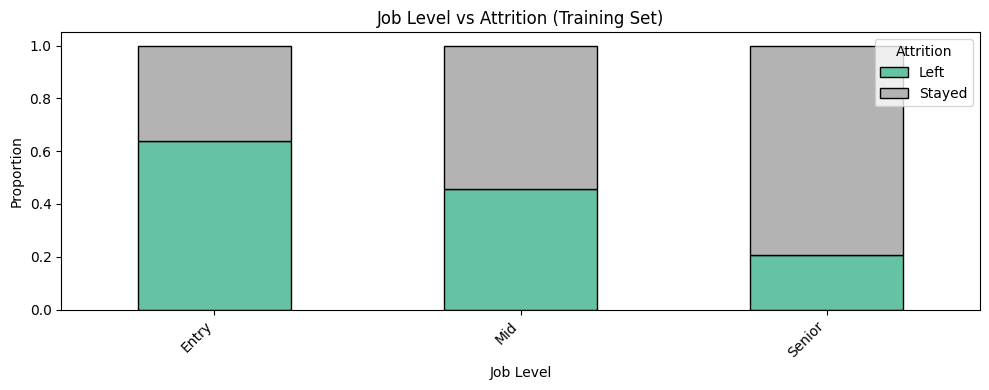 Job Level vs Attrition (Training Set)
Attrition
Left
Stayed
Proportion
1.0
0.8
0.6
0.4
0.2
0.0
Entry
Mid
Senior
Job Level